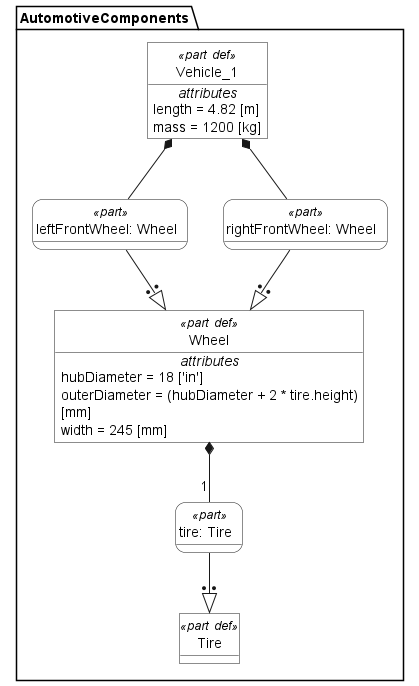 AutomotiveComponents
«part def»
Vehicle_1
attributes
length = 4.82 [m]
mass = 1200 [kg]
«part»
leftFrontWheel: Wheel
«part»
rightFrontWheel: Wheel
«part def»
Wheel
attributes
hubDiameter = 18 ['in']
outerDiameter = (hubDiameter + 2 * tire.height)
[mm]
width = 245 [mm]
1
«part»
tire: Tire
«part def»
Tire